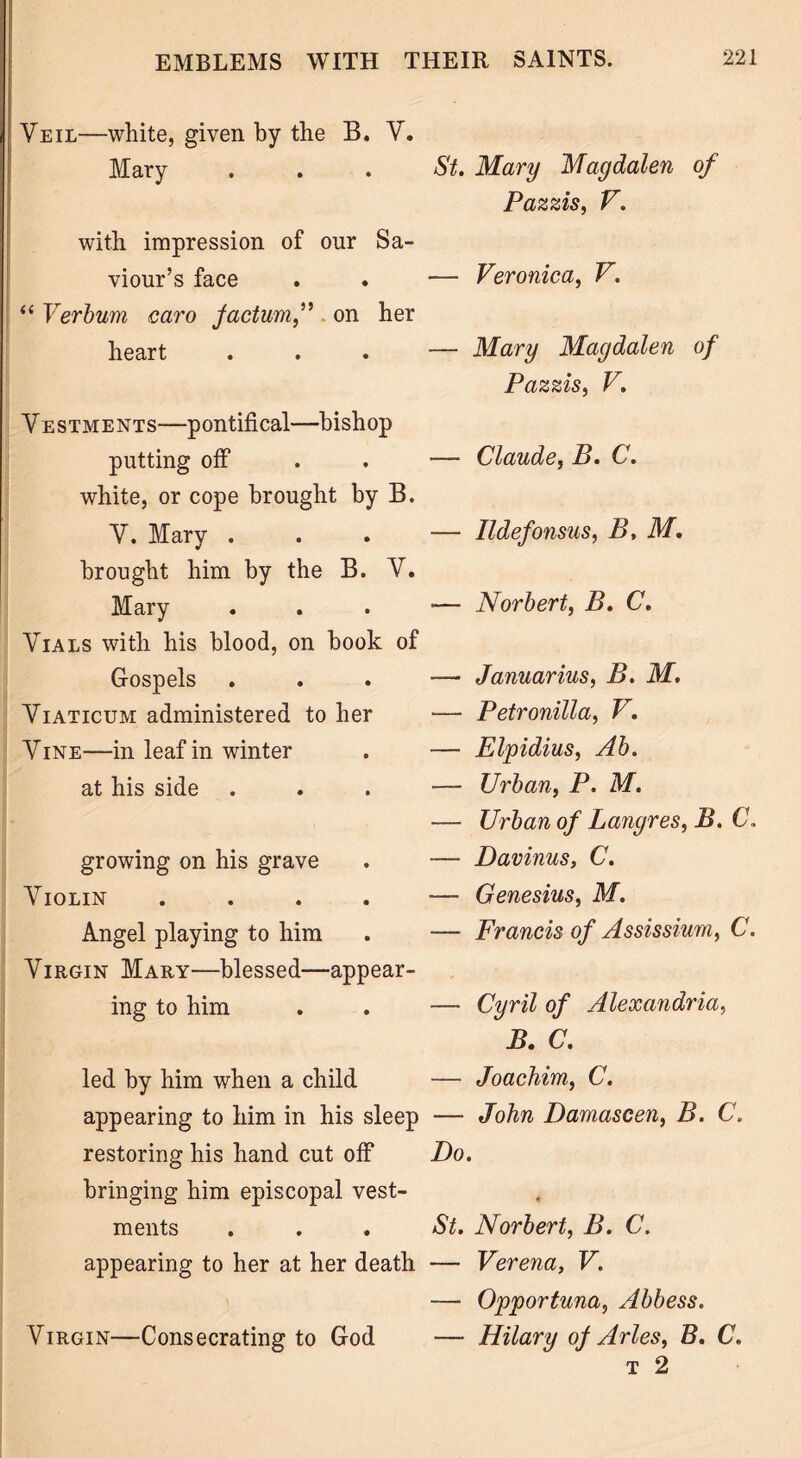 EMBLEMS WITH THEIR SAINTS. 221
VEIL—white, given by the B. V.
Mary . . . St. Mary Magdalen of
Pazzis, V.
with impression of our Sa-
viour's face . . — Veronica, V.
“ Verbum caro factum,” on her
heart . . . — Mary Magdalen of
Pazzis, V.
VESTMENTS—pontifical—bishop
putting off . . — Claude, B. C.
white, or cope brought by B.
V. Mary . . . — Ildefonsus, B, M.
brought him by the B. V.
Mary . . . — Norbert, B. C.
VIALS with his blood, on book of
Gospels . . . — Januarius, B. M.
VIATICUM administered to her — Petronilla, V.
VINE—in leaf in winter . — Elpidius, Ab.
at his side . . . — Urban, P. M.
— Urban of Langres, B. C.
growing on his grave . — Davinus, C.
VIOLIN . . . . — Genesius, M.
Angel playing to him . — Francis of Assissium, C.
VIRGIN MARY—blessed—appear-
ing to him . . — Cyril of Alexandria,
B. C.
led by him when a child — Joachim, C.
appearing to him in his sleep — John Damascen, B. C.
restoring his hand cut off Do.
bringing him episcopal vest-
ments . . . St. Norbert, B. C.
appearing to her at her death — Verena, V.
— Opportuna, Abbess.
VIRGIN—Consecrating to God — Hilary of Arles, B. C.
T 2